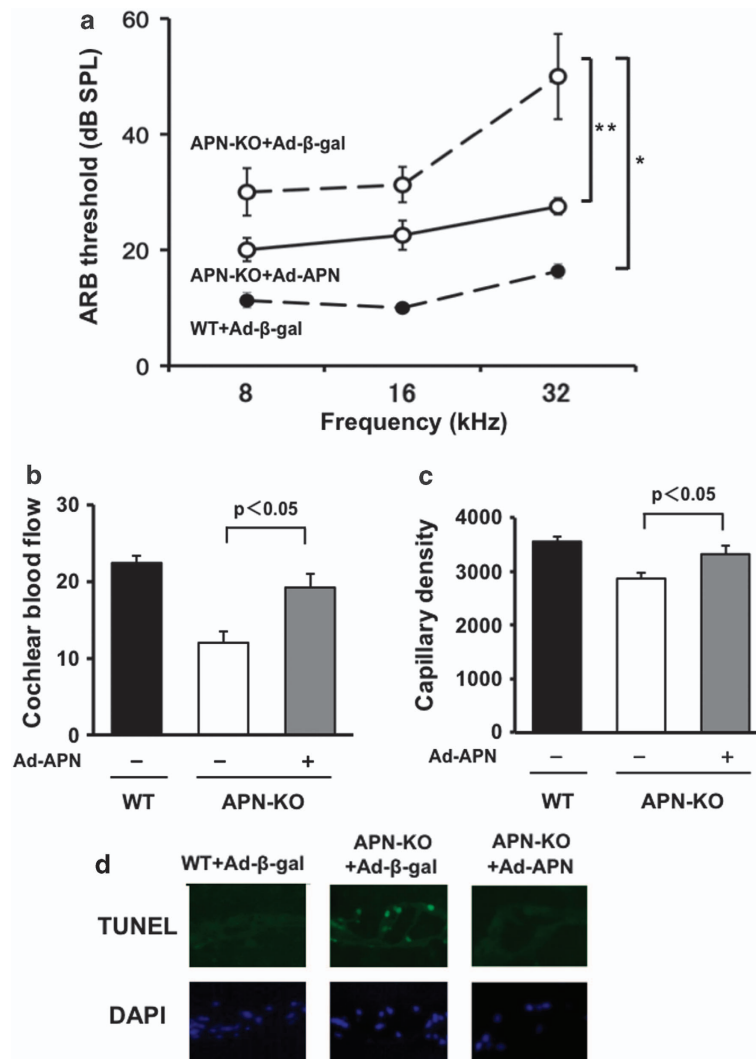 a
60
40
20
0
ARB threshold (dB SPL)
APN-KO+Ad-β-gal
APN-KO+Ad-APN
WT+Ad-β-gal
**
*
8 16 32
Frequency (kHz)
b
30
20
10
0
Cochlear blood flow
p<0.05
Ad-APN − − +
WT APN-KO
c
4000
3000
2000
1000
0
Capillary density
p<0.05
Ad-APN − − +
WT APN-KO
d
WT+Ad-β-gal
APN-KO
+Ad-β-gal
APN-KO
+Ad-APN
TUNEL
DAPI